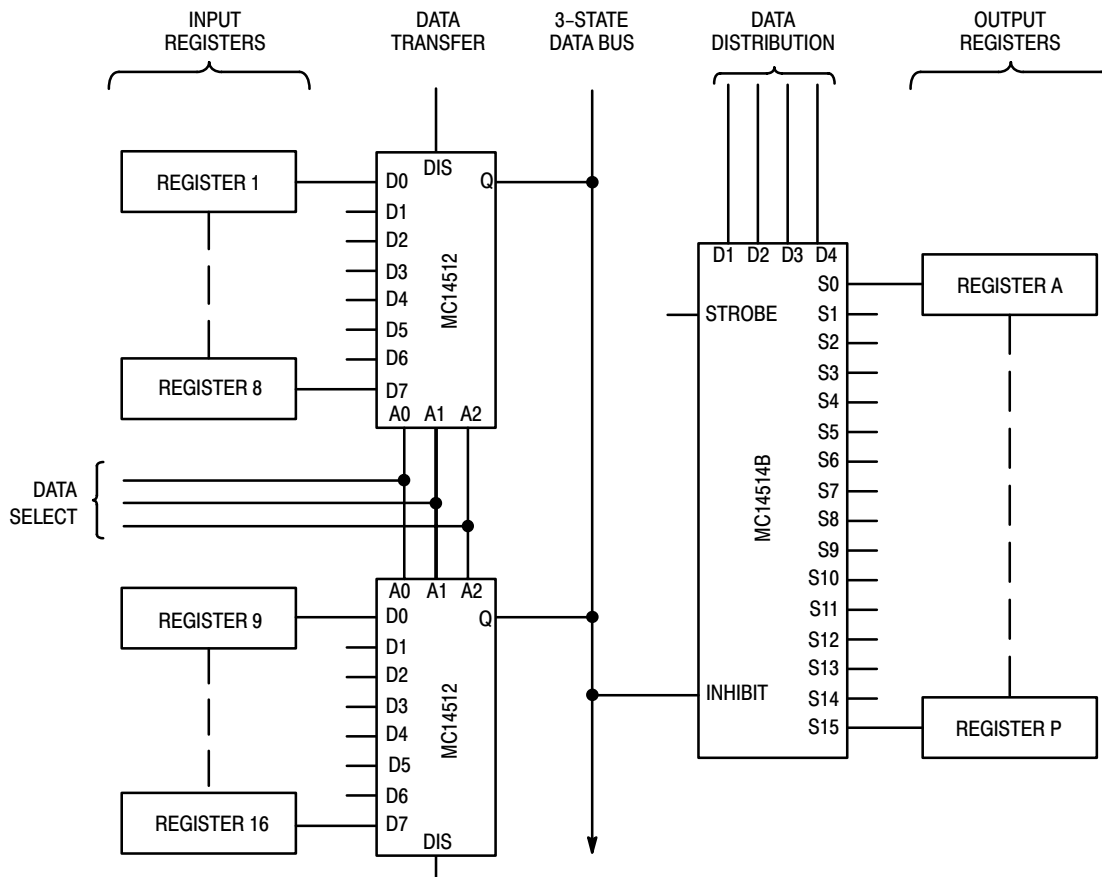 INPUT
REGISTERS
DATA
TRANSFER
3–STATE
DATA BUS
DATA
DISTRIBUTION
OUTPUT
REGISTERS
REGISTER 1
REGISTER 8
DIS
D0
D1
D2
D3
D4
D5
D6
D7
Q
MC14512
A0 A1 A2
DATA
SELECT
A0 A1 A2
REGISTER 9
REGISTER 16
D0
D1
D2
D3
D4
D5
D6
D7
Q
MC14512
DIS
D1 D2 D3 D4
STROBE
INHIBIT
MC14514B
S0
S1
S2
S3
S4
S5
S6
S7
S8
S9
S10
S11
S12
S13
S14
S15
REGISTER A
REGISTER P